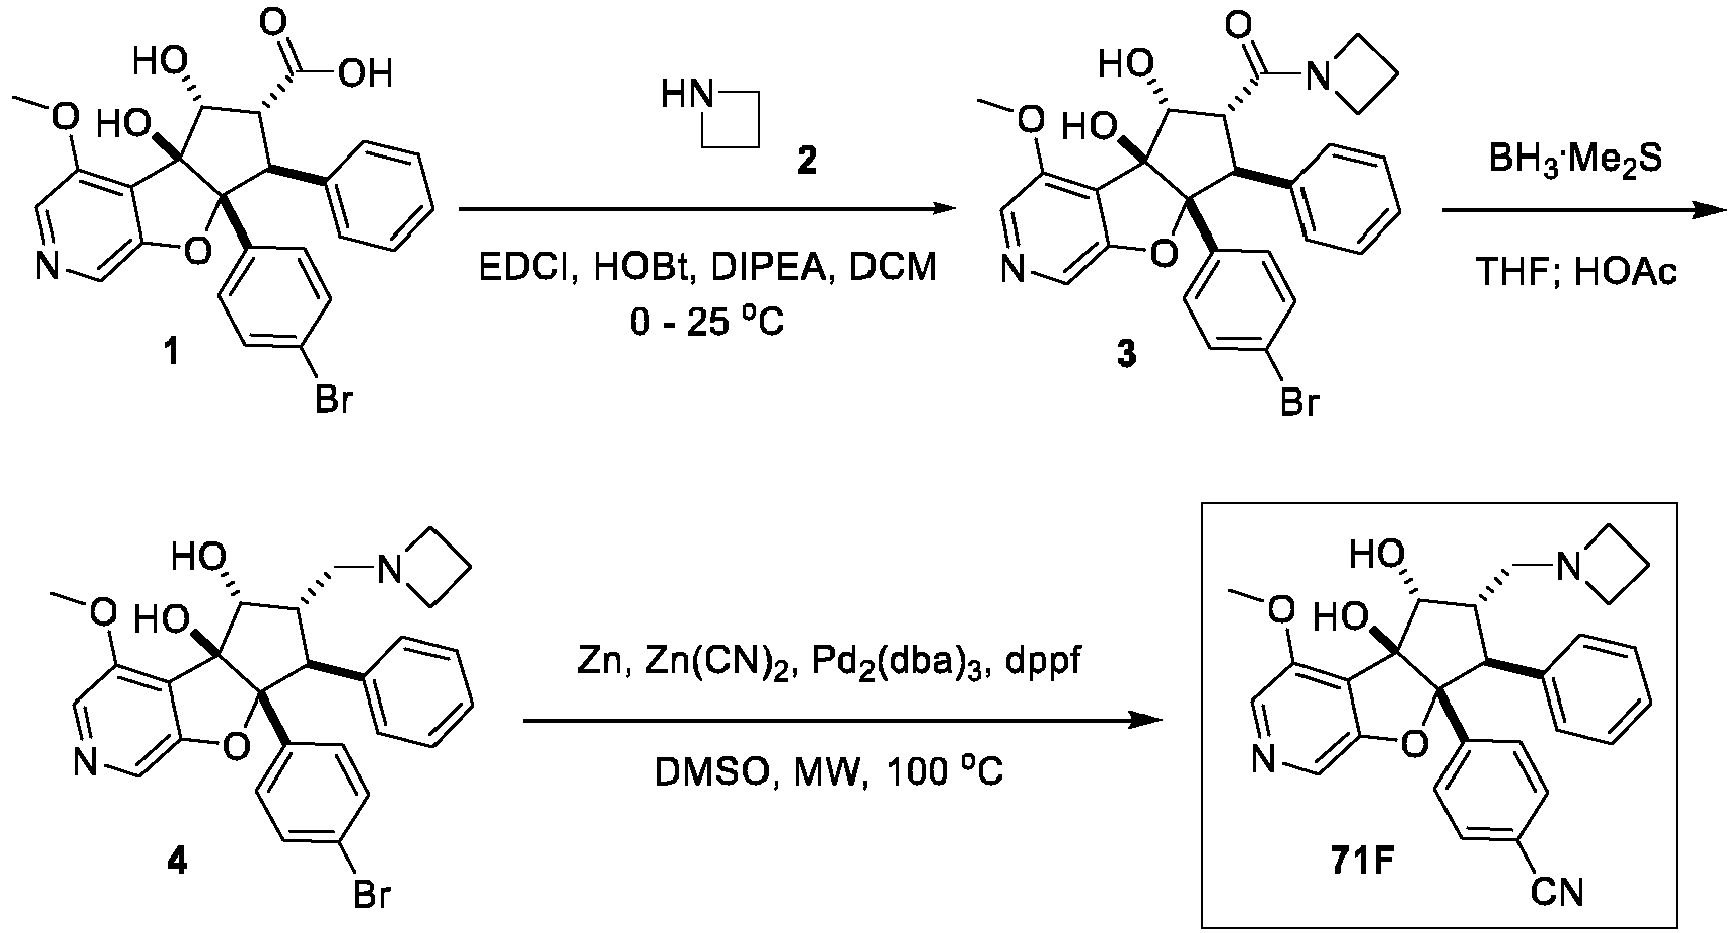 O
HO
OH
O
HO
N
O
1
Br
HN
2
EDCI, HOBt, DIPEA, DCM
0 - 25 °C
O
HO
N
O
HO
N
O
3
Br
BH3·Me2S
THF; HOAc
HO
N
O
HO
N
O
4
Br
Zn, Zn(CN)2, Pd2(dba)3, dppf
DMSO, MW, 100 °C
HO
N
O
HO
N
O
71F
CN